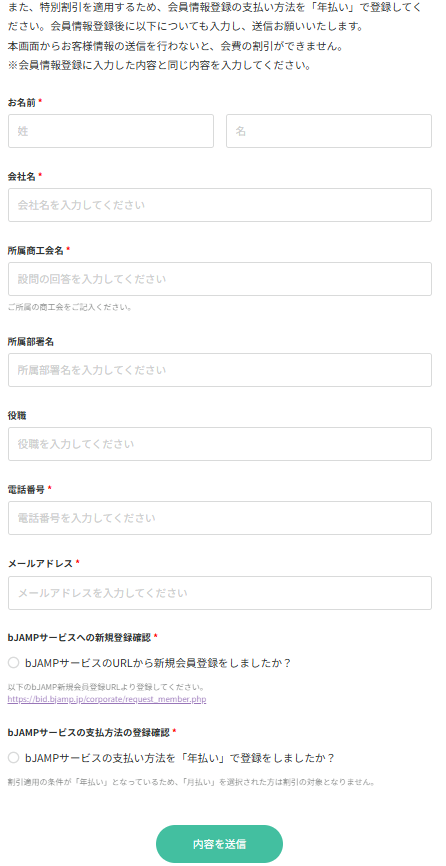 また、特別割引を適用するため、会員情報登録の支払い方法を「年払い」で登録してく
ださい。会員情報登録後に以下についても入力し、送信お願いいたします。
本画面からお客様情報の送信を行わないと、会費の割引ができません。
※会員情報登録に入力した内容と同じ内容を入力してください。
お名前 *
姓 名
会社名 *
会社名を入力してください
所属商工会名 *
設問の回答を入力してください
ご所属の商工会をご記入ください。
所属部署名
所属部署名を入力してください
役職
役職を入力してください
電話番号 *
電話番号を入力してください
メールアドレス *
メールアドレスを入力してください
bJAMPサービスへの新規登録確認 *
bJAMPサービスのURLから新規会員登録をしましたか？
以下のbJAMP新規会員登録URLより登録してください。
https://bid.bjamp.jp/corporate/request_member.php
bJAMPサービスの支払方法の登録確認 *
bJAMPサービスの支払い方法を「年払い」で登録をしましたか？
割引適用の条件が「年払い」となっているため、「月払い」を選択された方は割引の対象となりません。
内容を送信